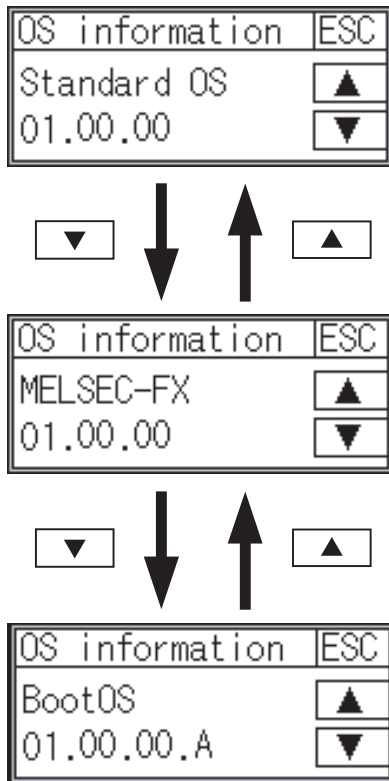 OS information ESC
Standard OS ▲
01.00.00 ▼
▼ ▲
OS information ESC
MELSEC-FX ▲
01.00.00 ▼
▼ ▲
OS information ESC
BootOS ▲
01.00.00.A ▼